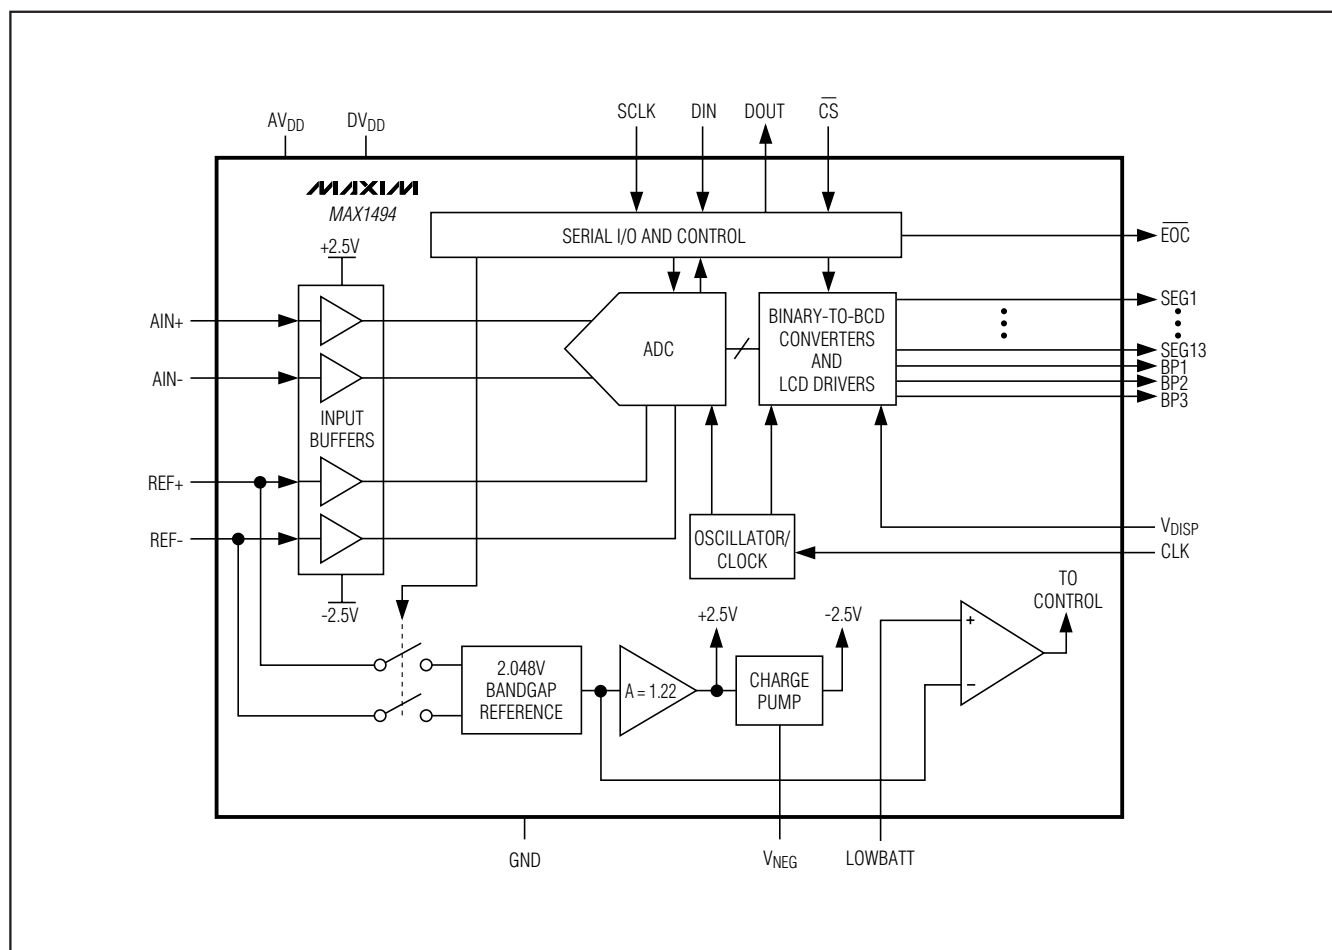 SCLK DIN DOUT CS
AVDD DVDD
MAXIM
MAX1494
SERIAL I/O AND CONTROL
EOC
+2.5V
SEG1
AIN+
BINARY-TO-BCD
CONVERTERS
AND
LCD DRIVERS
ADC
SEG13
BP1
BP2
BP3
AIN-
INPUT
BUFFERS
REF+
REF-
VDISP
OSCILLATOR/
CLOCK
CLK
-2.5V
+2.5V
-2.5V
TO
CONTROL
+
2.048V
BANDGAP
REFERENCE
A = 1.22
CHARGE
PUMP
-
GND
VNEG
LOWBATT